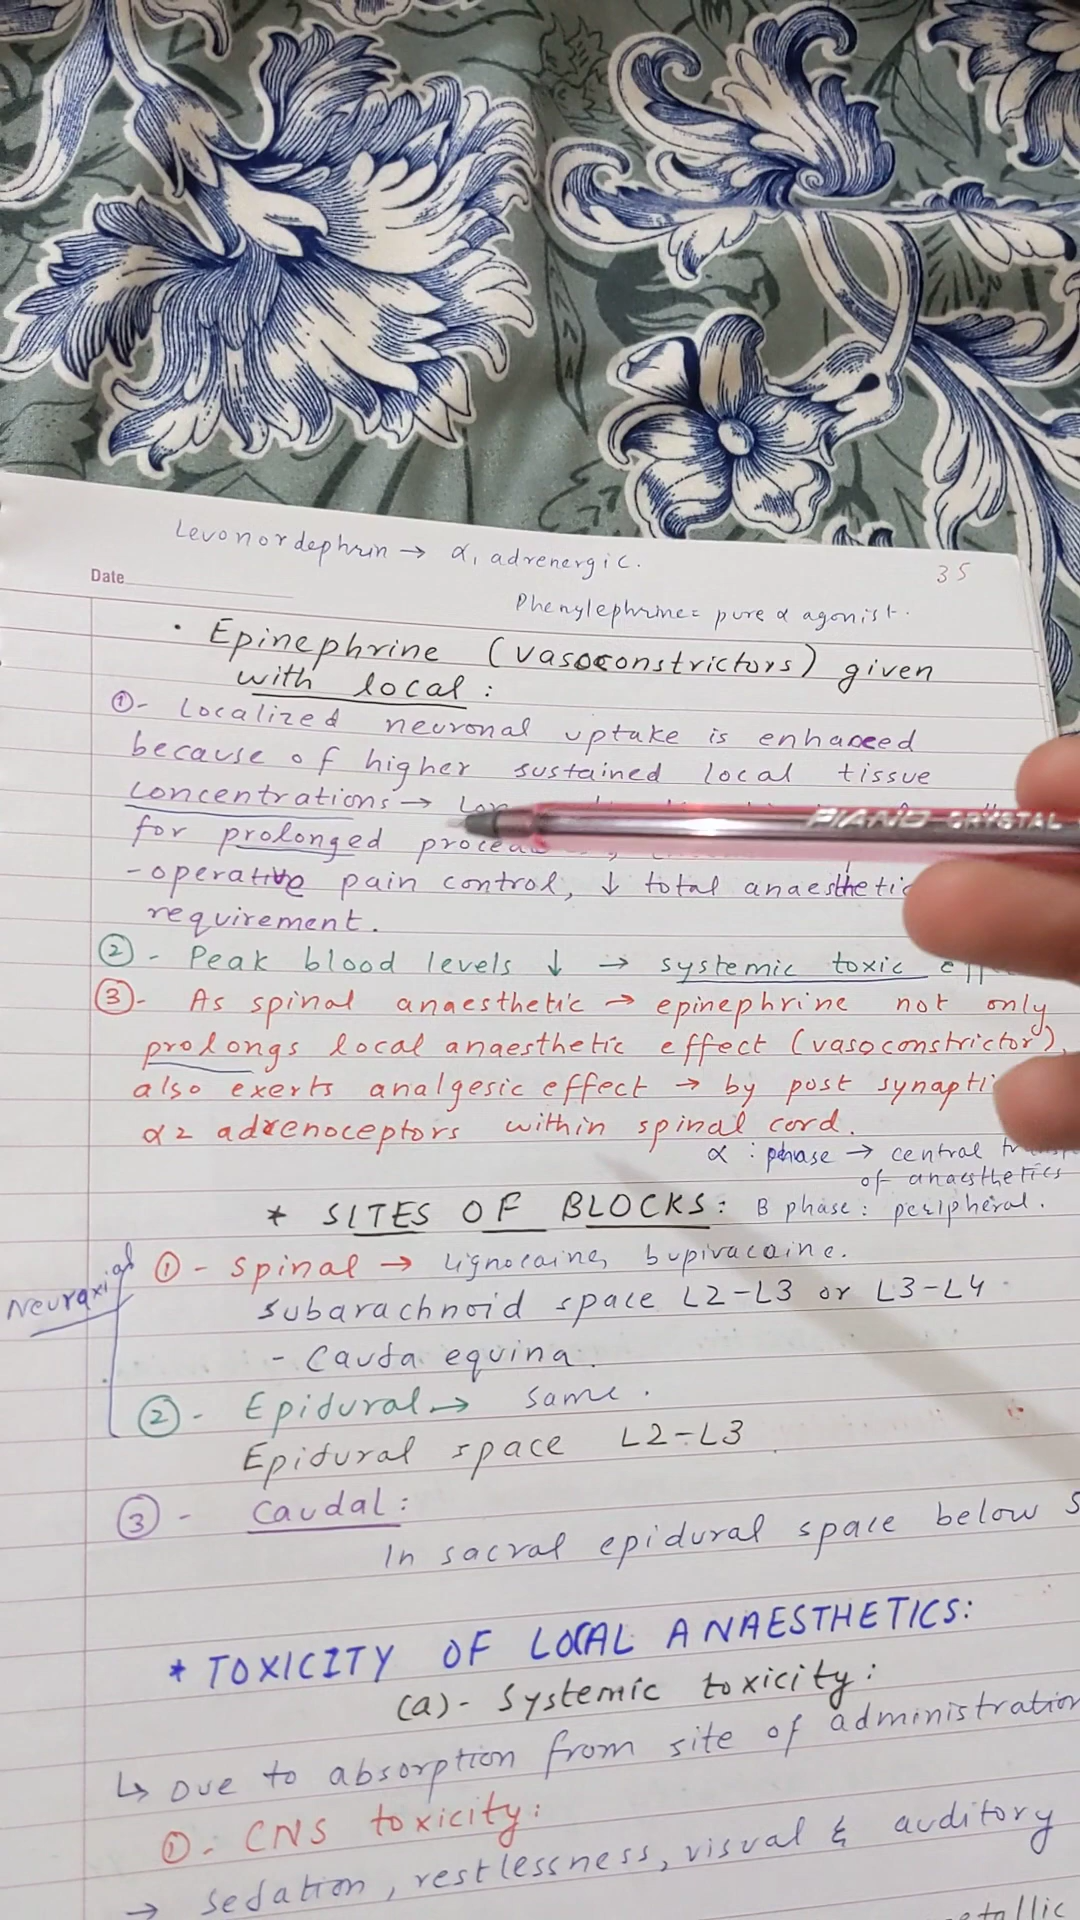 Levonordephrin → α1 adrenergic.
35
Date
Phenylephrine = pure α agonist.
• Epinephrine (vasoconstrictors) given
with local :
①- Localized neuronal uptake is enhanced
because of higher sustained local tissue
concentrations →
for prolonged
- operative pain control, ↓ total anaesthetic
requirement.
② - Peak blood levels ↓ → systemic toxic
③- As spinal anaesthetic → epinephrine not only
prolongs local anaesthetic effect (vasoconstrictor),
also exerts analgesic effect → by post
α2 adrenoceptors within spinal cord.
α : phase → central
of anaesthetics
* SITES OF BLOCKS: B phase : peripheral.
Neuraxial
① - Spinal → lignocaine, bupivacaine.
subarachnoid space L2-L3 or L3-L4
- Cauda equina.
② - Epidural → same.
Epidural space L2-L3
③ - Caudal :
In sacral epidural space below
* TOXICITY OF LOCAL ANAESTHETICS:
(a)- Systemic toxicity :
↳ Due to absorption from site of administration
①- CNS toxicity:
→ sedation, restlessness, visual & auditory
PIANO CRYSTAL